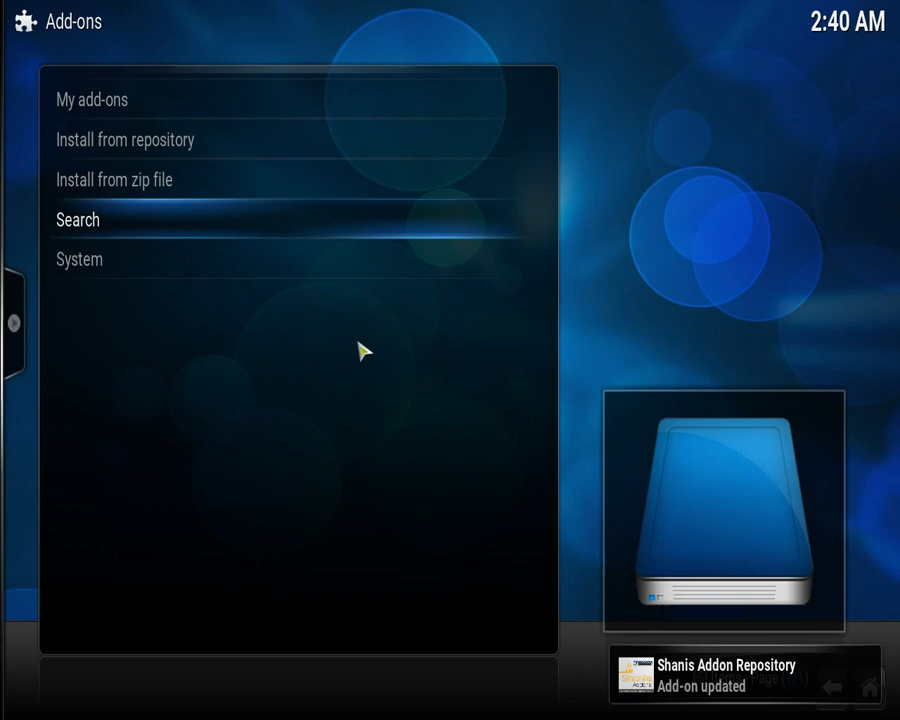 Add-ons
2:40 AM
My add-ons
Install from repository
Install from zip file
Search
System
Shanis Addon Repository
Add-on updated